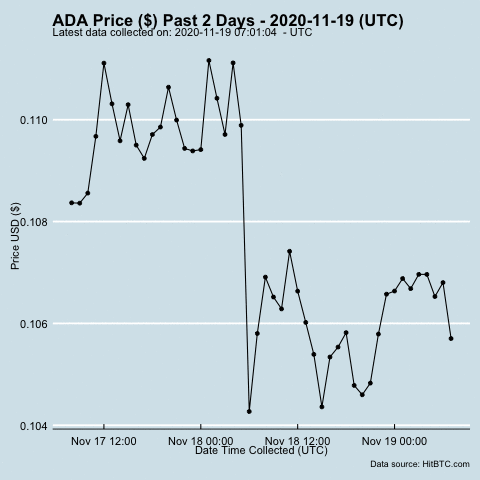 ADA Price ($) Past 2 Days - 2020-11-19 (UTC)
Latest data collected on: 2020-11-19 07:01:04  - UTC
0.110
0.108
0.106
0.104
Price USD ($)
Nov 17 12:00 Nov 18 00:00 Nov 18 12:00 Nov 19 00:00
Date Time Collected (UTC)
Data source: HitBTC.com